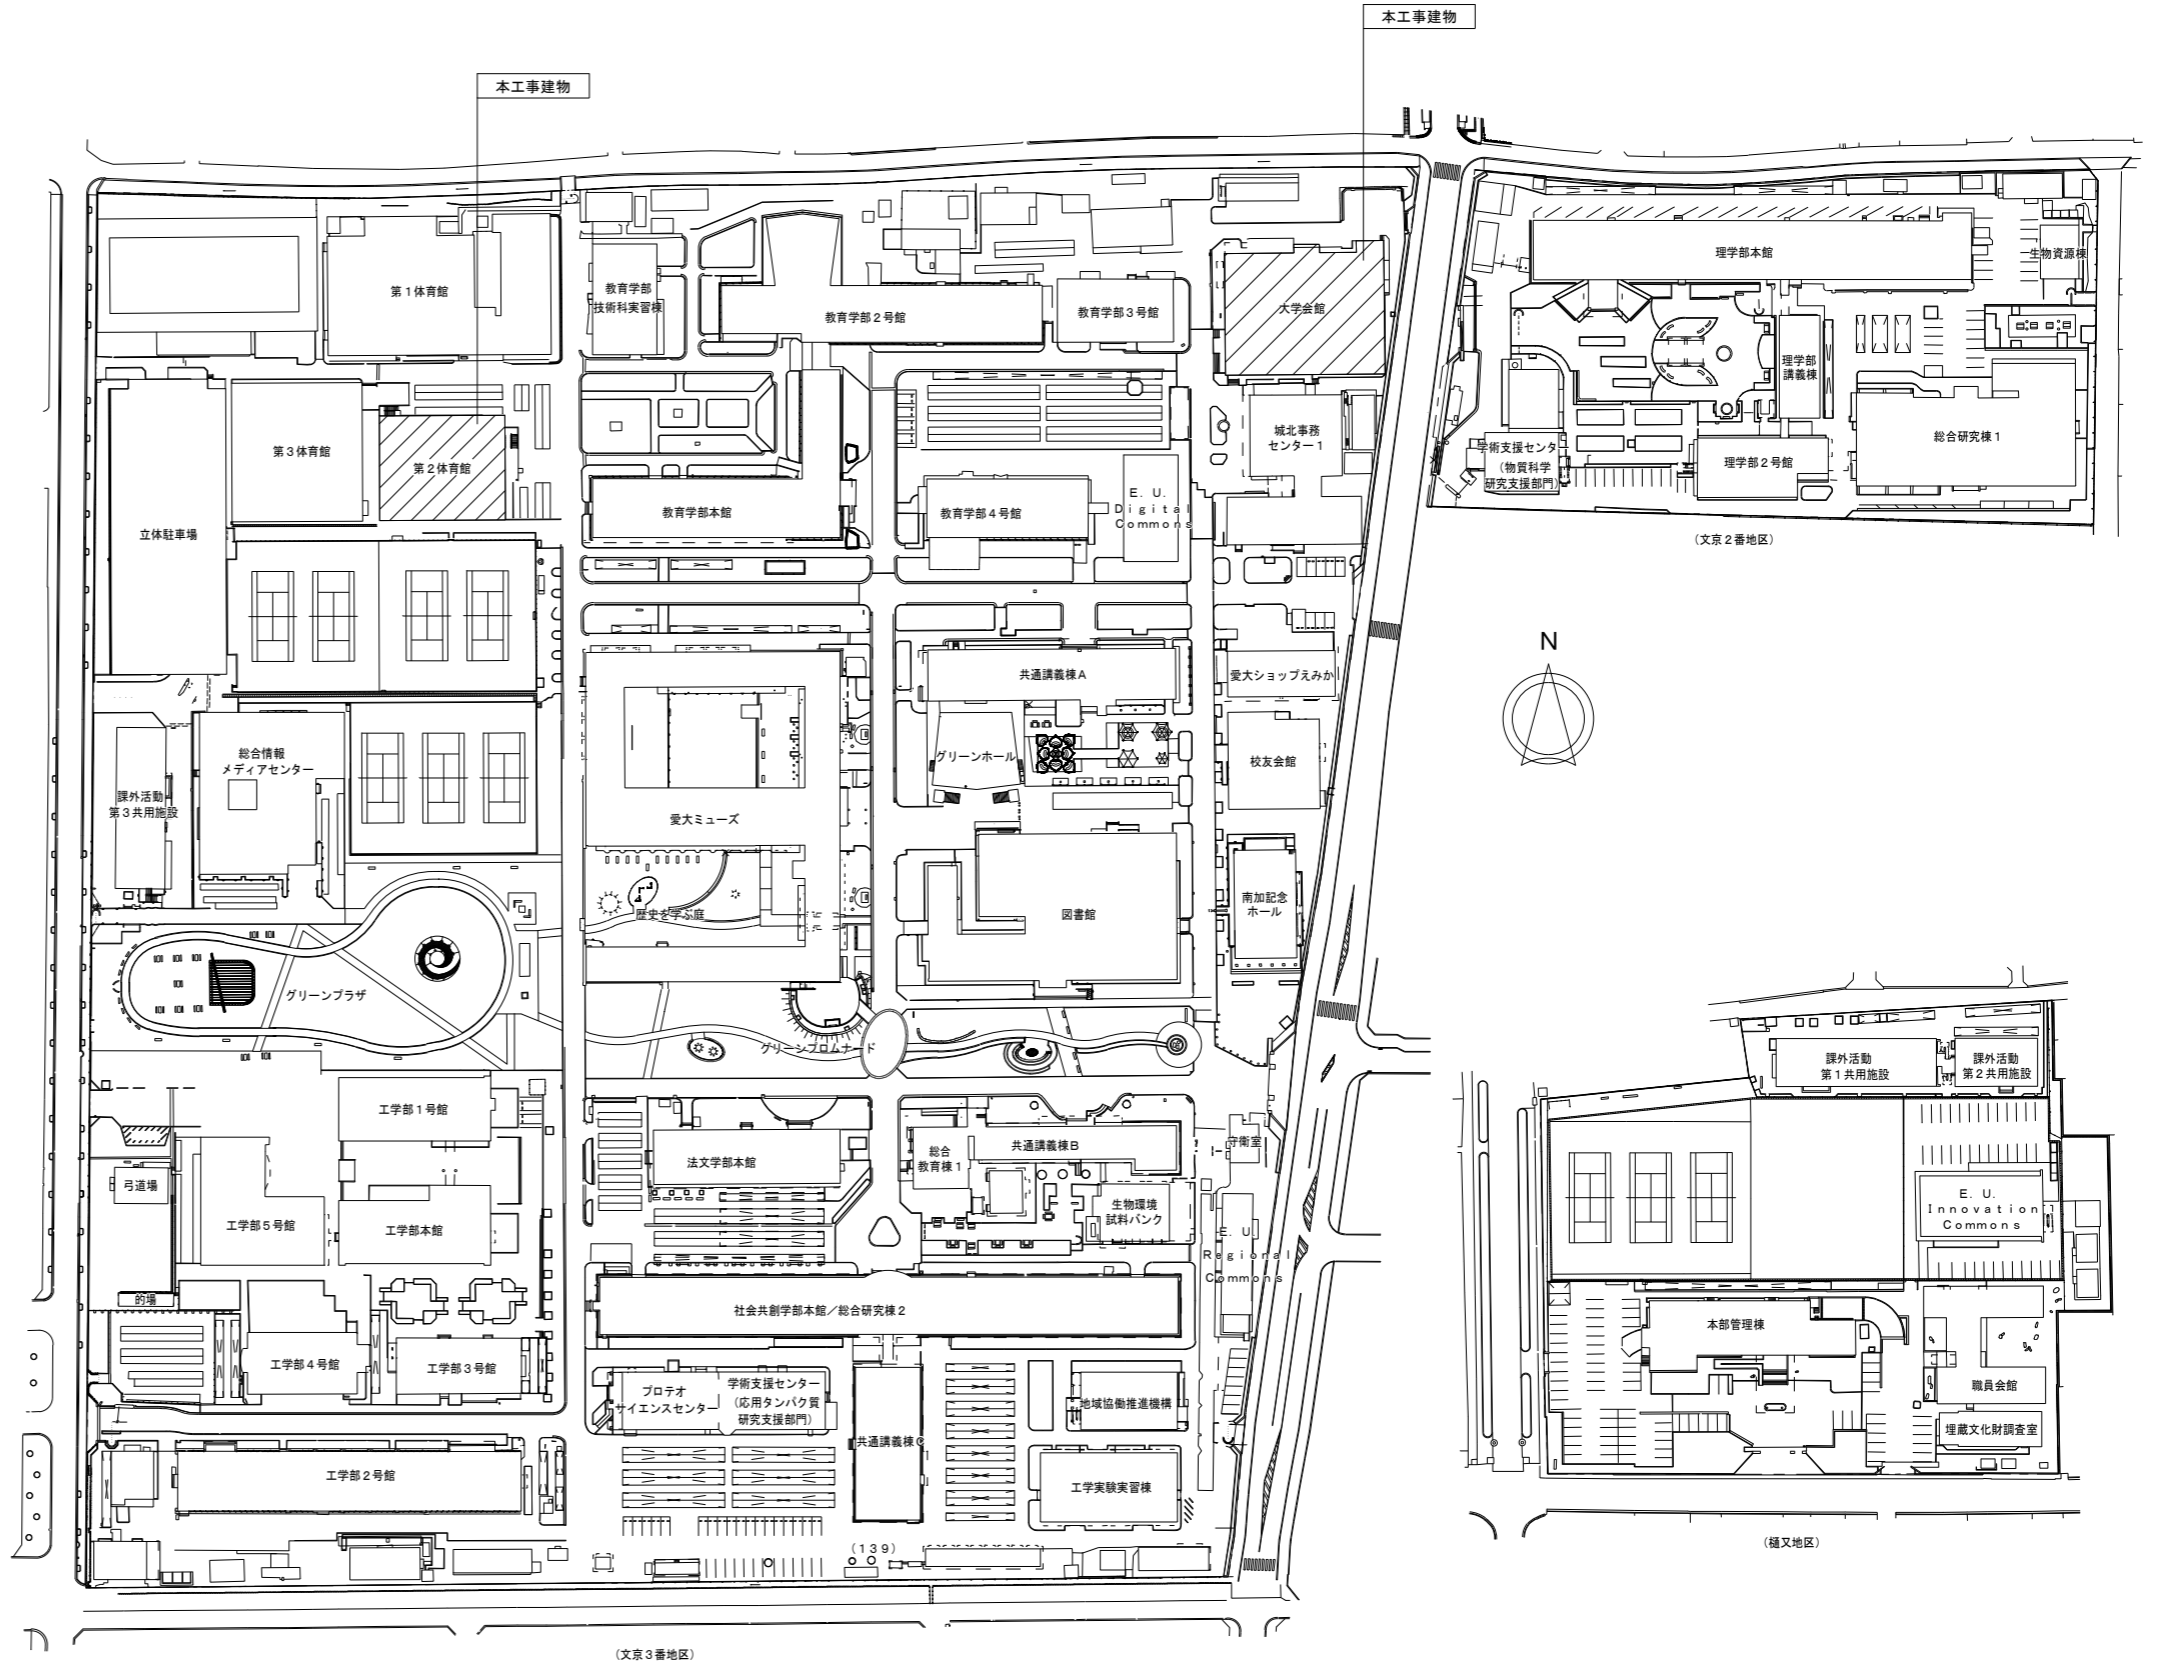 本工事建物
本工事建物
第１体育館
教育学部
技術科実習棟
教育学部２号館
教育学部３号館
大学会館
理学部本館
生物資源棟
理学部
講義棟
第３体育館
第２体育館
城北事務
センター１
学術支援センター
（物質科学
研究支援部門）
理学部２号館
総合研究棟１
立体駐車場
教育学部本館
教育学部４号館
Ｅ．Ｕ．
Ｄｉｇｉｔａｌ
Ｃｏｍｍｏｎｓ
（文京２番地区）
N
共通講義棟Ａ
愛大ショップえみか
総合情報
メディアセンター
グリーンホール
校友会館
課外活動
第３共用施設
愛大ミューズ
歴史を学ぶ庭
図書館
南加記念
ホール
グリーンプラザ
グリーンプロムナード
課外活動
第１共用施設
課外活動
第２共用施設
工学部１号館
法文学部本館
総合
教育棟１
共通講義棟Ｂ
守衛室
弓道場
工学部５号館
工学部本館
生物環境
試料バンク
Ｅ．Ｕ．
Ｒｅｇｉｏｎａｌ
Ｃｏｍｍｏｎｓ
Ｅ．Ｕ．
Ｉｎｎｏｖａｔｉｏｎ
Ｃｏｍｍｏｎｓ
的場
社会共創学部本館／総合研究棟２
本部管理棟
工学部４号館
工学部３号館
プロテオ
サイエンスセンター
学術支援センター
（応用タンパク質
研究支援部門）
共通講義棟Ｃ
地域協働推進機構
職員会館
埋蔵文化財調査室
工学部２号館
工学実験実習棟
（１３９）
（樋又地区）
（文京３番地区）